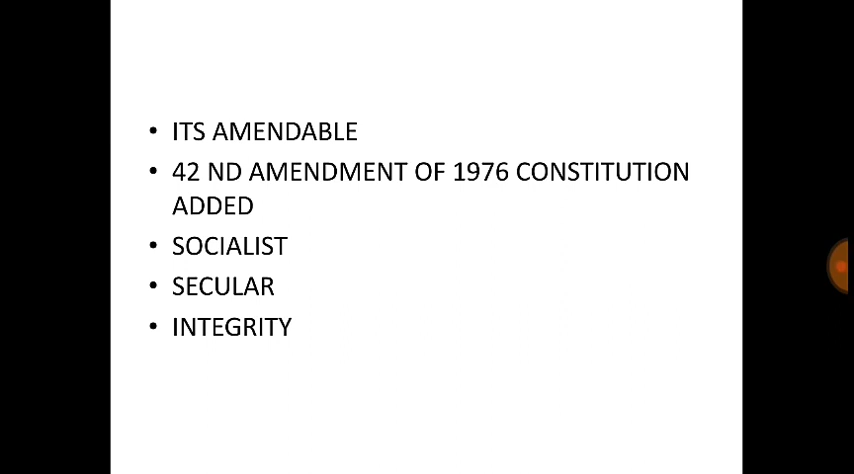 • ITS AMENDABLE
• 42 ND AMENDMENT OF 1976 CONSTITUTION
ADDED
• SOCIALIST
• SECULAR
• INTEGRITY